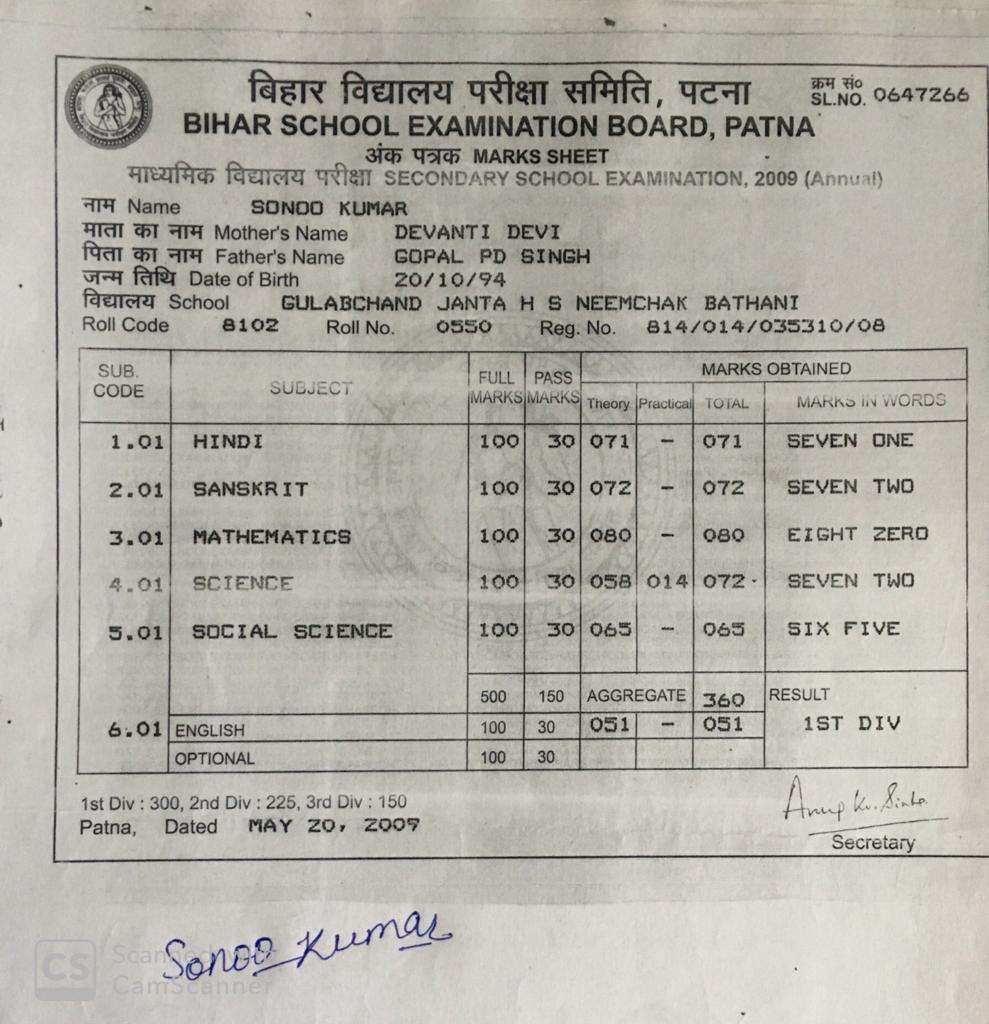 बिहार विद्यालय परीक्षा समिति, पटना
क्रम सं०
SL.NO. 0647266
BIHAR SCHOOL EXAMINATION BOARD, PATNA
अंक पत्रक MARKS SHEET
माध्यमिक विद्यालय परीक्षा SECONDARY SCHOOL EXAMINATION, 2009 (Annual)
नाम Name SONOO KUMAR
माता का नाम Mother's Name DEVANTI DEVI
पिता का नाम Father's Name GOPAL PD SINGH
जन्म तिथि Date of Birth 20/10/94
विद्यालय School GULABCHAND JANTA H S NEEMCHAK BATHANI
Roll Code 8102 Roll No. 0550 Reg. No. 814/014/035310/08
SUB. CODE SUBJECT FULL MARKS PASS MARKS MARKS OBTAINED
Theory Practical TOTAL MARKS IN WORDS
1.01 HINDI 100 30 071 - 071 SEVEN ONE
2.01 SANSKRIT 100 30 072 - 072 SEVEN TWO
3.01 MATHEMATICS 100 30 080 - 080 EIGHT ZERO
4.01 SCIENCE 100 30 058 014 072 SEVEN TWO
5.01 SOCIAL SCIENCE 100 30 065 - 065 SIX FIVE
500 150 AGGREGATE 360 RESULT
6.01 ENGLISH 100 30 051 - 051 1ST DIV
OPTIONAL 100 30
1st Div : 300, 2nd Div : 225, 3rd Div : 150
Patna, Dated MAY 20, 2009
Anup Kr. Sinha
Secretary
Sonoo Kumar
CS Scanned with
CamScanner